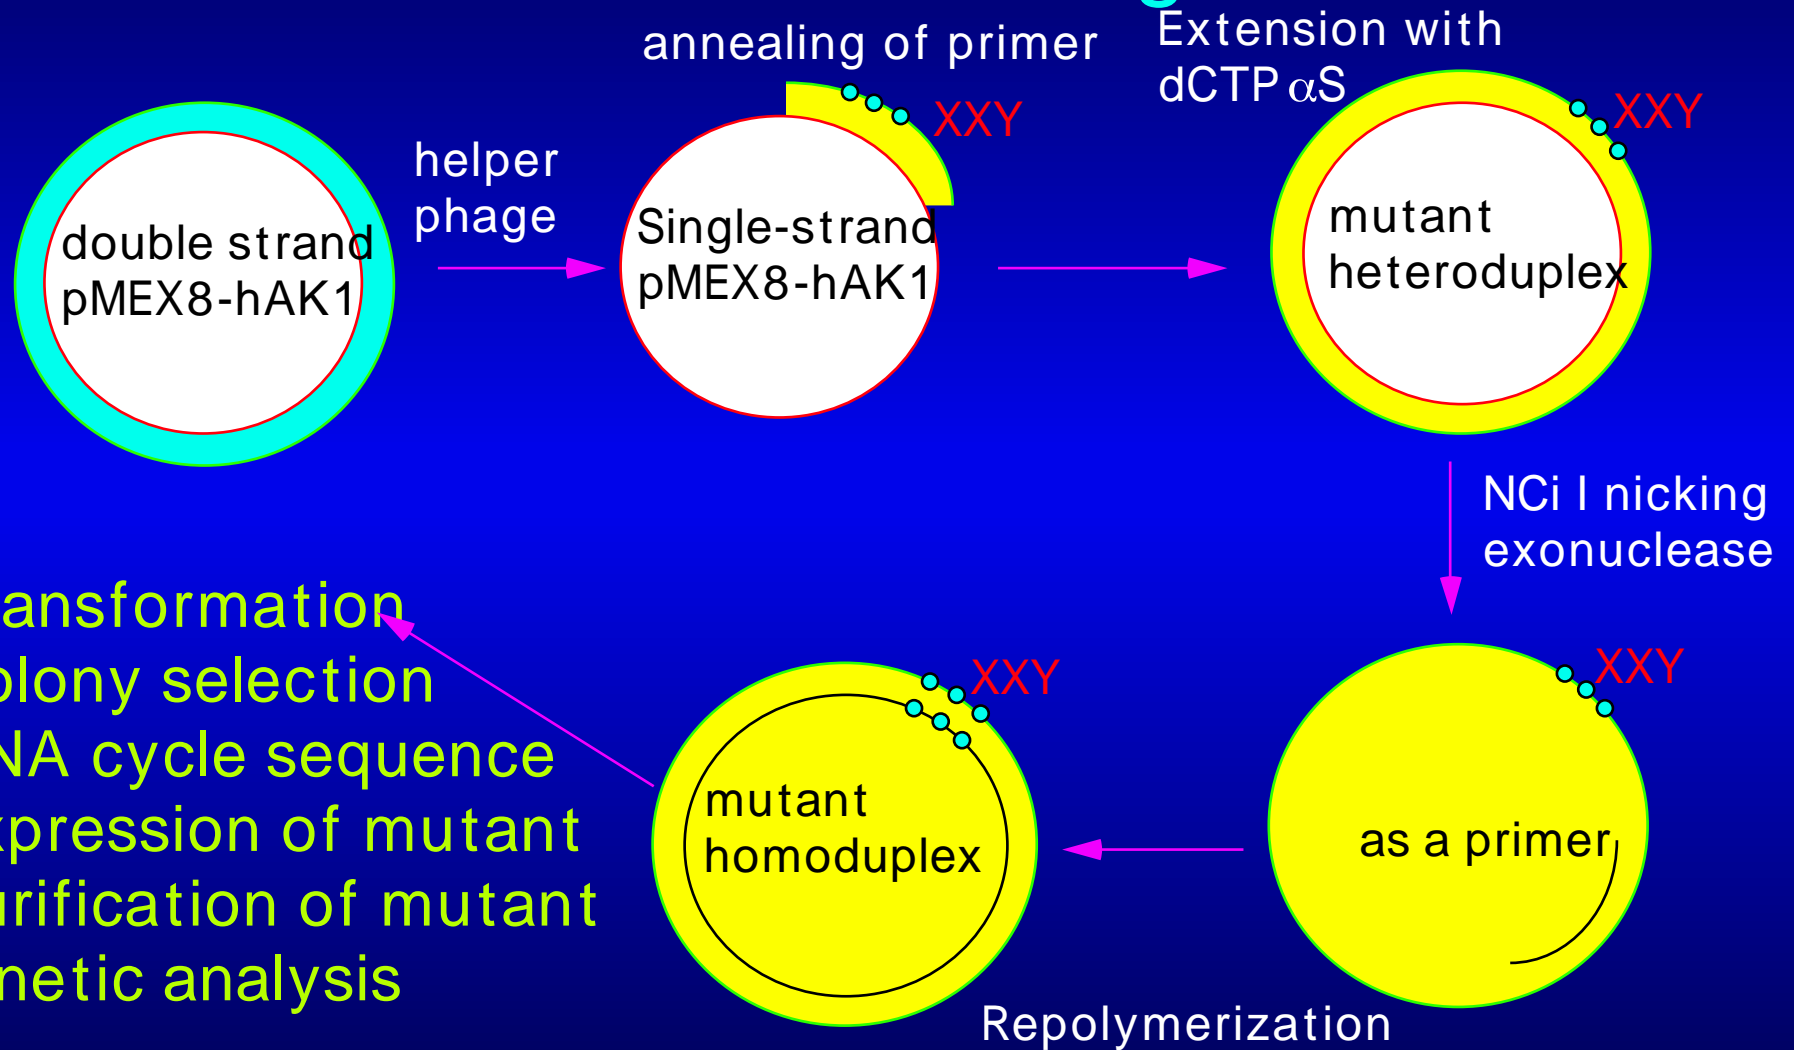 annealing of primer
Extension with
dCTP αS
XXY
XXY
helper
phage
double strand
pMEX8-hAK1
Single-strand
pMEX8-hAK1
mutant
heteroduplex
NCi I nicking
exonuclease
ansformation
olony selection
NA cycle sequence
xpression of mutant
urification of mutant
netic analysis
XXY
mutant
homoduplex
XXY
as a primer
Repolymerization